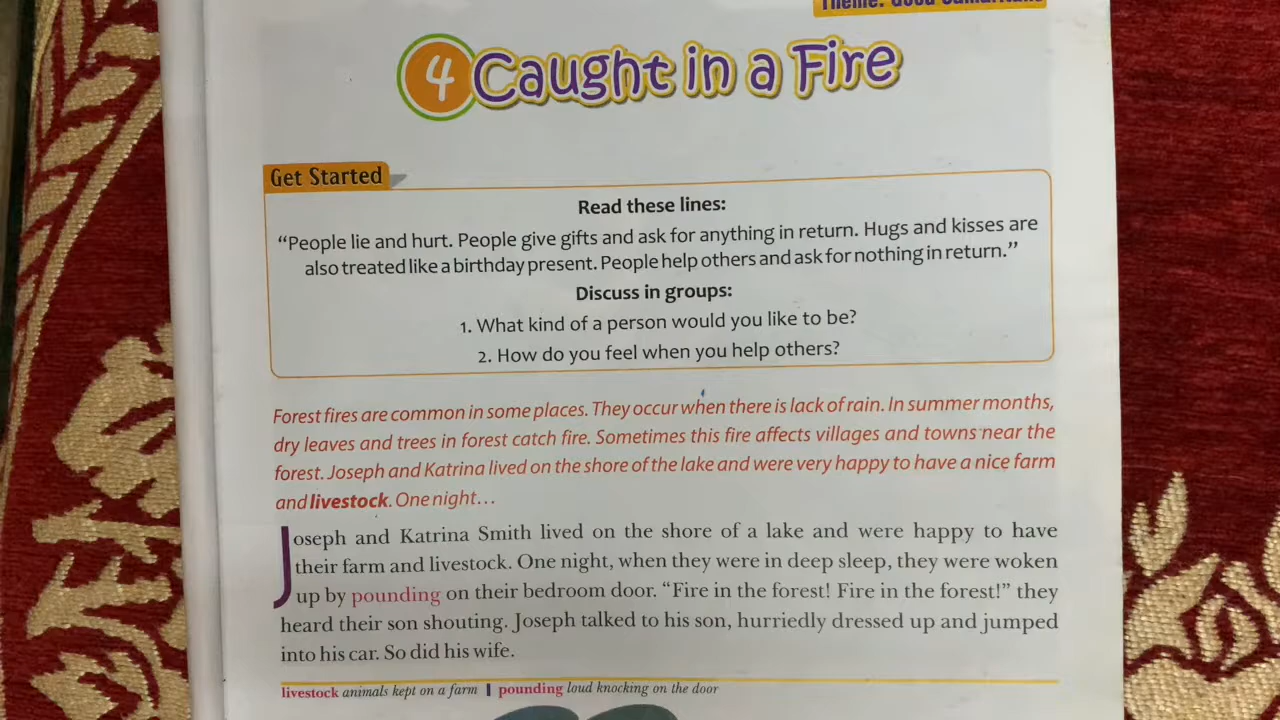 Theme: Good Samaritans
4 Caught in a Fire
Get Started
Read these lines:
“People lie and hurt. People give gifts and ask for anything in return. Hugs and kisses are
also treated like a birthday present. People help others and ask for nothing in return.”
Discuss in groups:
1. What kind of a person would you like to be?
2. How do you feel when you help others?
Forest fires are common in some places. They occur when there is lack of rain. In summer months,
dry leaves and trees in forest catch fire. Sometimes this fire affects villages and towns near the
forest. Joseph and Katrina lived on the shore of the lake and were very happy to have a nice farm
and livestock. One night...
Joseph and Katrina Smith lived on the shore of a lake and were happy to have
their farm and livestock. One night, when they were in deep sleep, they were woken
up by pounding on their bedroom door. “Fire in the forest! Fire in the forest!” they
heard their son shouting. Joseph talked to his son, hurriedly dressed up and jumped
into his car. So did his wife.
livestock animals kept on a farm | pounding loud knocking on the door